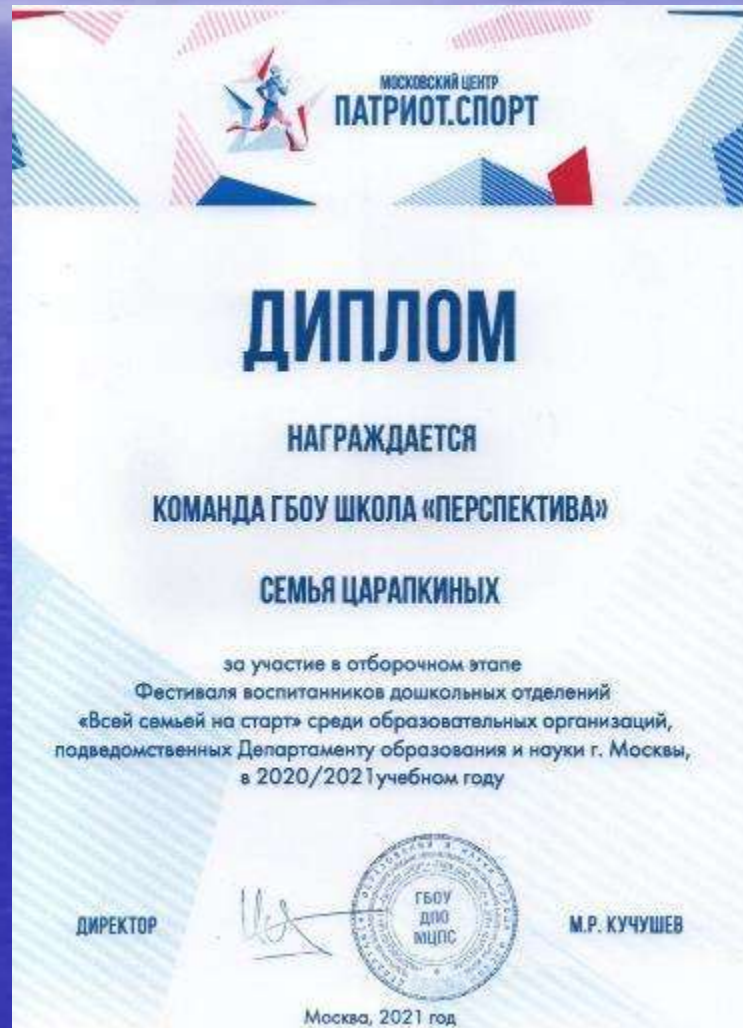 МОСКОВСКИЙ ЦЕНТР
ПАТРИОТ.СПОРТ
ДИПЛОМ
НАГРАЖДАЕТСЯ
КОМАНДА ГБОУ ШКОЛА «ПЕРСПЕКТИВА»
СЕМЬЯ ЦАРАПКИНЫХ
за участие в отборочном этапе
Фестиваля воспитанников дошкольных отделений
«Всей семьей на старт» среди образовательных организаций,
подведомственных Департаменту образования и науки г. Москвы,
в 2020/2021учебном году
ГБОУ
ДПО
МЦПС
ДИРЕКТОР
М.Р. КУЧУШЕВ
Москва, 2021 год